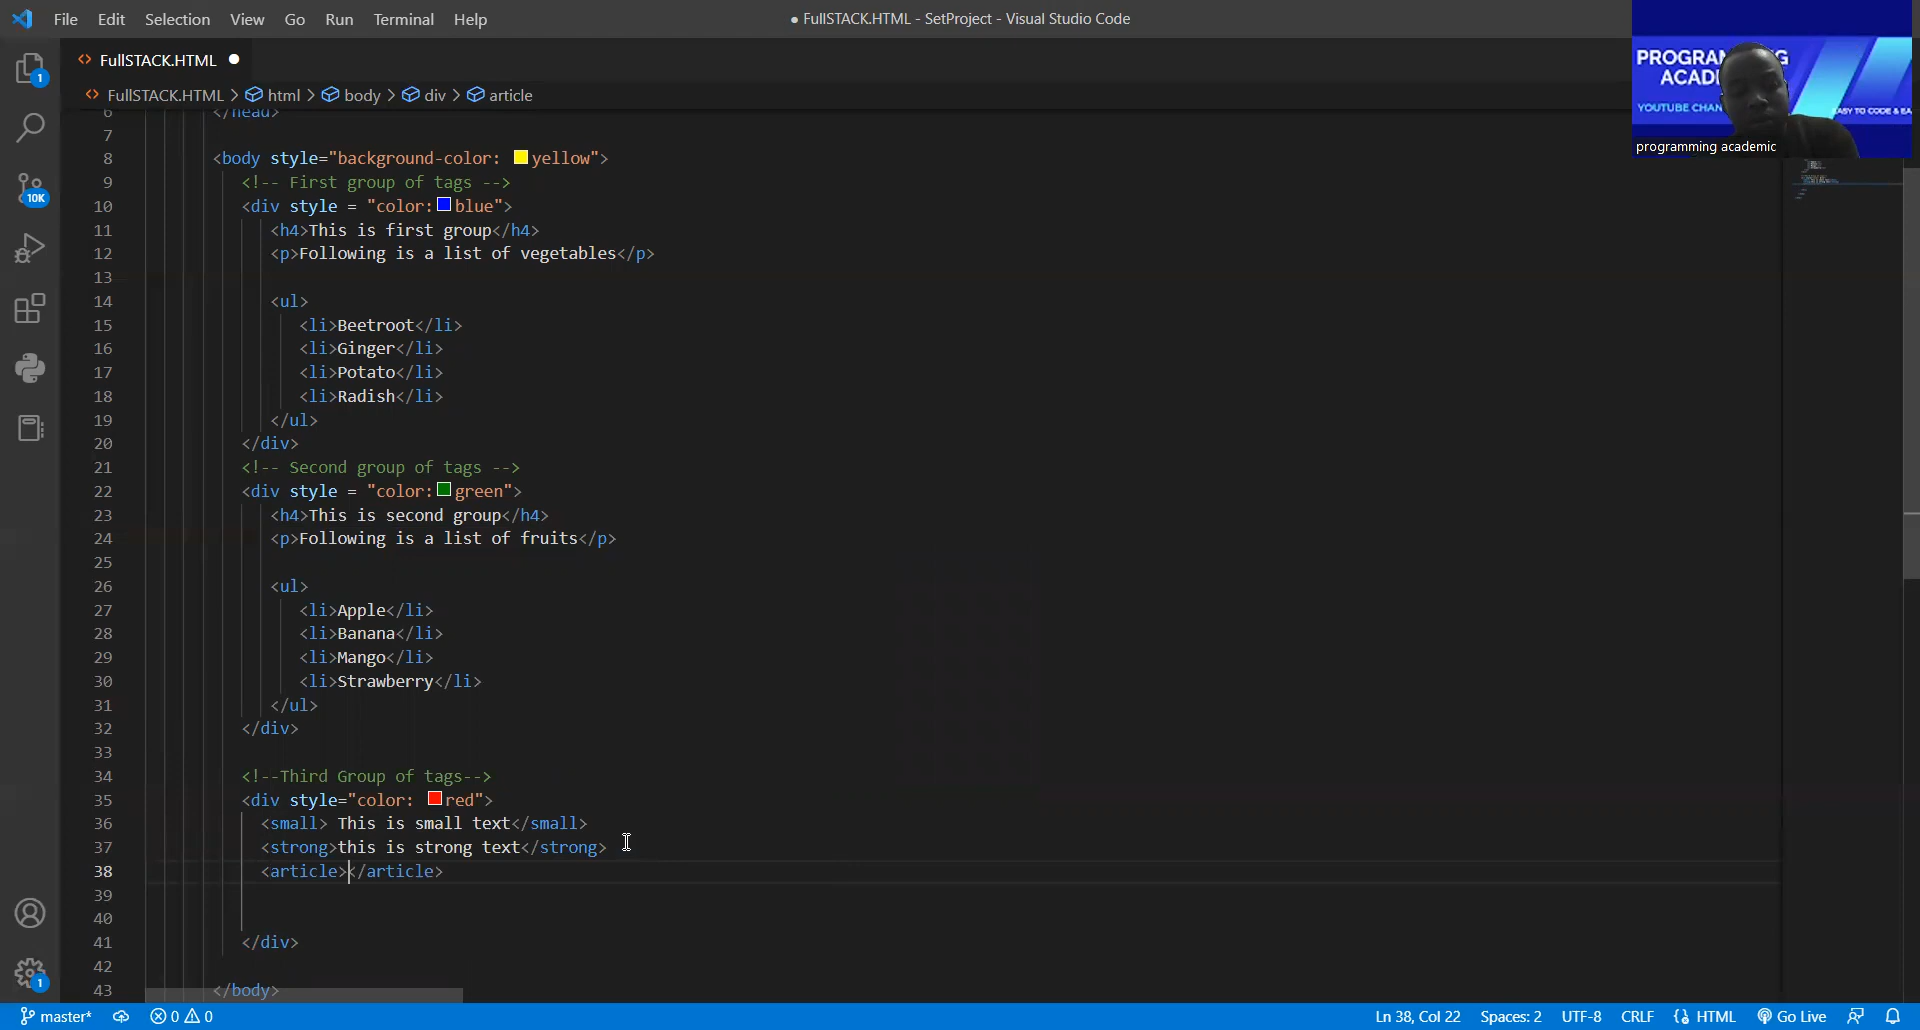 File Edit Selection View Go Run Terminal Help
● FullSTACK.HTML - SetProject - Visual Studio Code
<> FullSTACK.HTML ●
<> FullSTACK.HTML > html > body > div > article
PROGRAM
ACAD
YOUTUBE CHAN
EASY TO CODE & EA
programming academic
1
10K
1
6 </head>
7
8 <body style="background-color: yellow">
9 <!-- First group of tags -->
10 <div style = "color:blue">
11 <h4>This is first group</h4>
12 <p>Following is a list of vegetables</p>
13
14 <ul>
15 <li>Beetroot</li>
16 <li>Ginger</li>
17 <li>Potato</li>
18 <li>Radish</li>
19 </ul>
20 </div>
21 <!-- Second group of tags -->
22 <div style = "color:green">
23 <h4>This is second group</h4>
24 <p>Following is a list of fruits</p>
25
26 <ul>
27 <li>Apple</li>
28 <li>Banana</li>
29 <li>Mango</li>
30 <li>Strawberry</li>
31 </ul>
32 </div>
33
34 <!--Third Group of tags-->
35 <div style="color: red">
36 <small> This is small text</small>
37 <strong>this is strong text</strong>
38 <article></article>
39
40
41 </div>
42
43 </body>
master* 0 0 Ln 38, Col 22 Spaces: 2 UTF-8 CRLF HTML Go Live